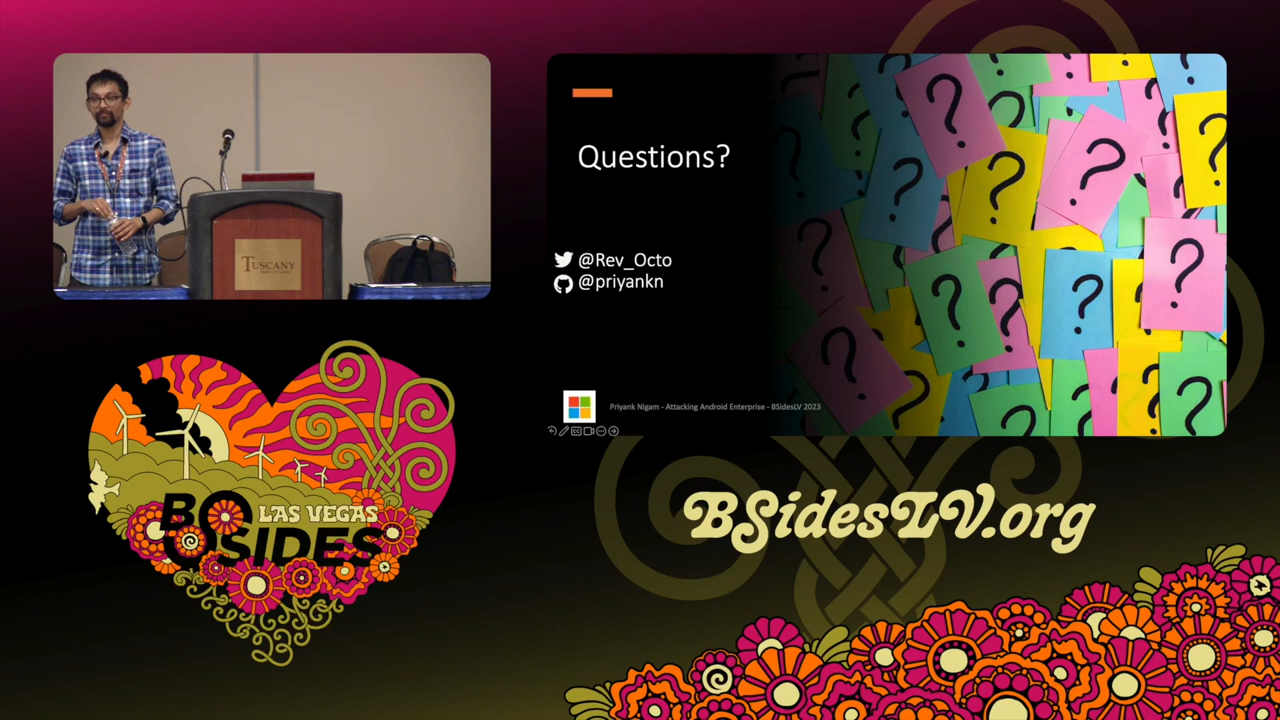 TUSCANY
Questions?
@Rev_Octo
@priyankn
Priyank Nigam - Attacking Android Enterprise - BSidesLV 2023
LAS VEGAS
BSIDES
BSidesLV.org